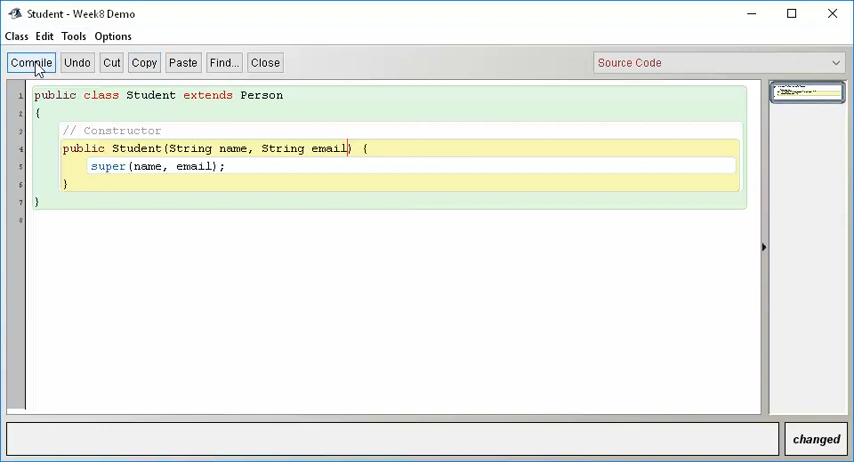 Student - Week8 Demo
Class Edit Tools Options
Compile Undo Cut Copy Paste Find... Close Source Code
1 public class Student extends Person
2 {
3 // Constructor
4 public Student(String name, String email) {
5 super(name, email);
6 }
7 }
8
changed